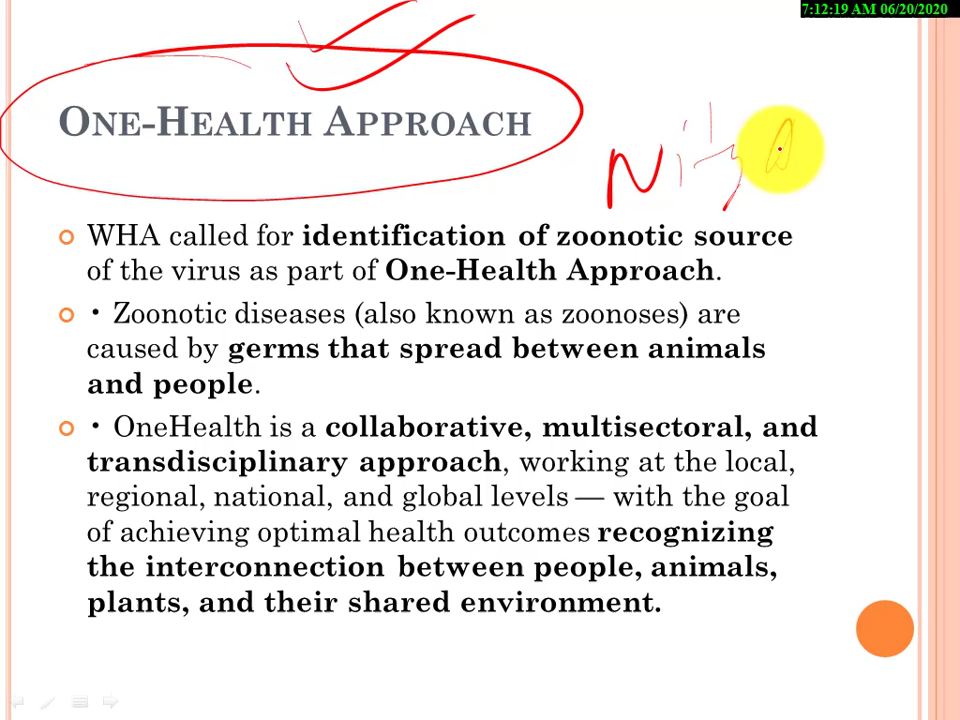 7:12:19 AM 06/20/2020
ONE-HEALTH APPROACH
WHA called for identification of zoonotic source
of the virus as part of One-Health Approach.
• Zoonotic diseases (also known as zoonoses) are
caused by germs that spread between animals
and people.
• OneHealth is a collaborative, multisectoral, and
transdisciplinary approach, working at the local,
regional, national, and global levels — with the goal
of achieving optimal health outcomes recognizing
the interconnection between people, animals,
plants, and their shared environment.